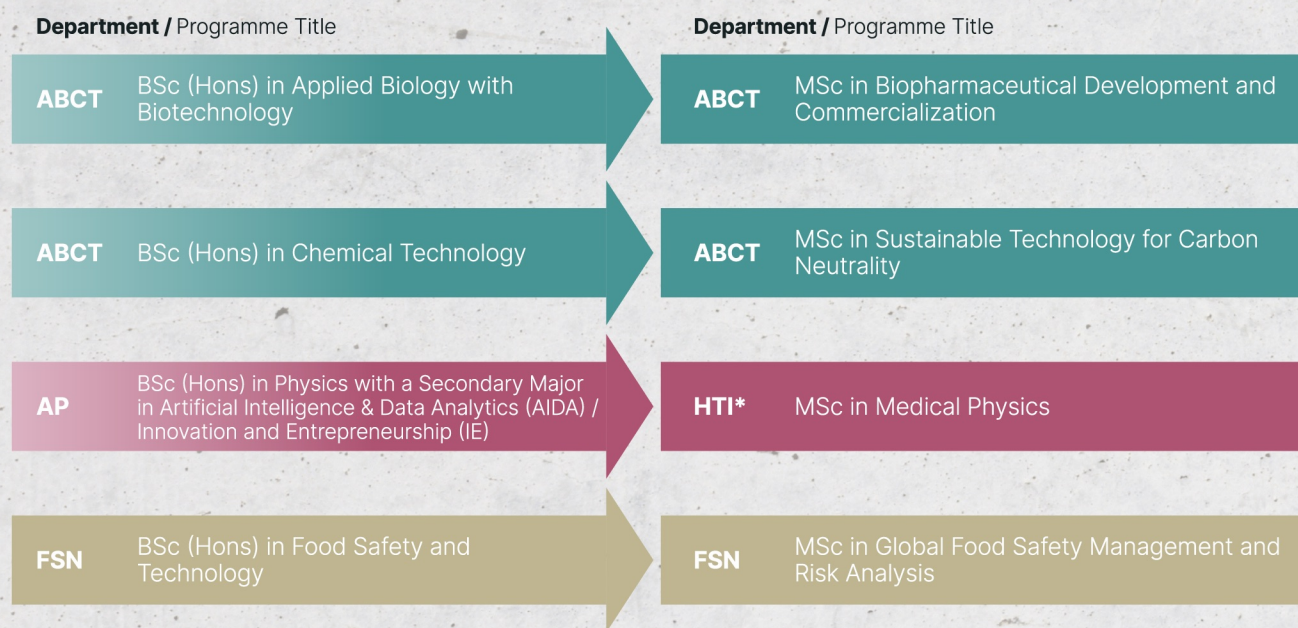 Department / Programme Title
Department / Programme Title
ABCT
BSc (Hons) in Applied Biology with
Biotechnology
ABCT
MSc in Biopharmaceutical Development and
Commercialization
ABCT
BSc (Hons) in Chemical Technology
ABCT
MSc in Sustainable Technology for Carbon
Neutrality
AP
BSc (Hons) in Physics with a Secondary Major
in Artificial Intelligence & Data Analytics (AIDA) /
Innovation and Entrepreneurship (IE)
HTI*
MSc in Medical Physics
FSN
BSc (Hons) in Food Safety and
Technology
FSN
MSc in Global Food Safety Management and
Risk Analysis